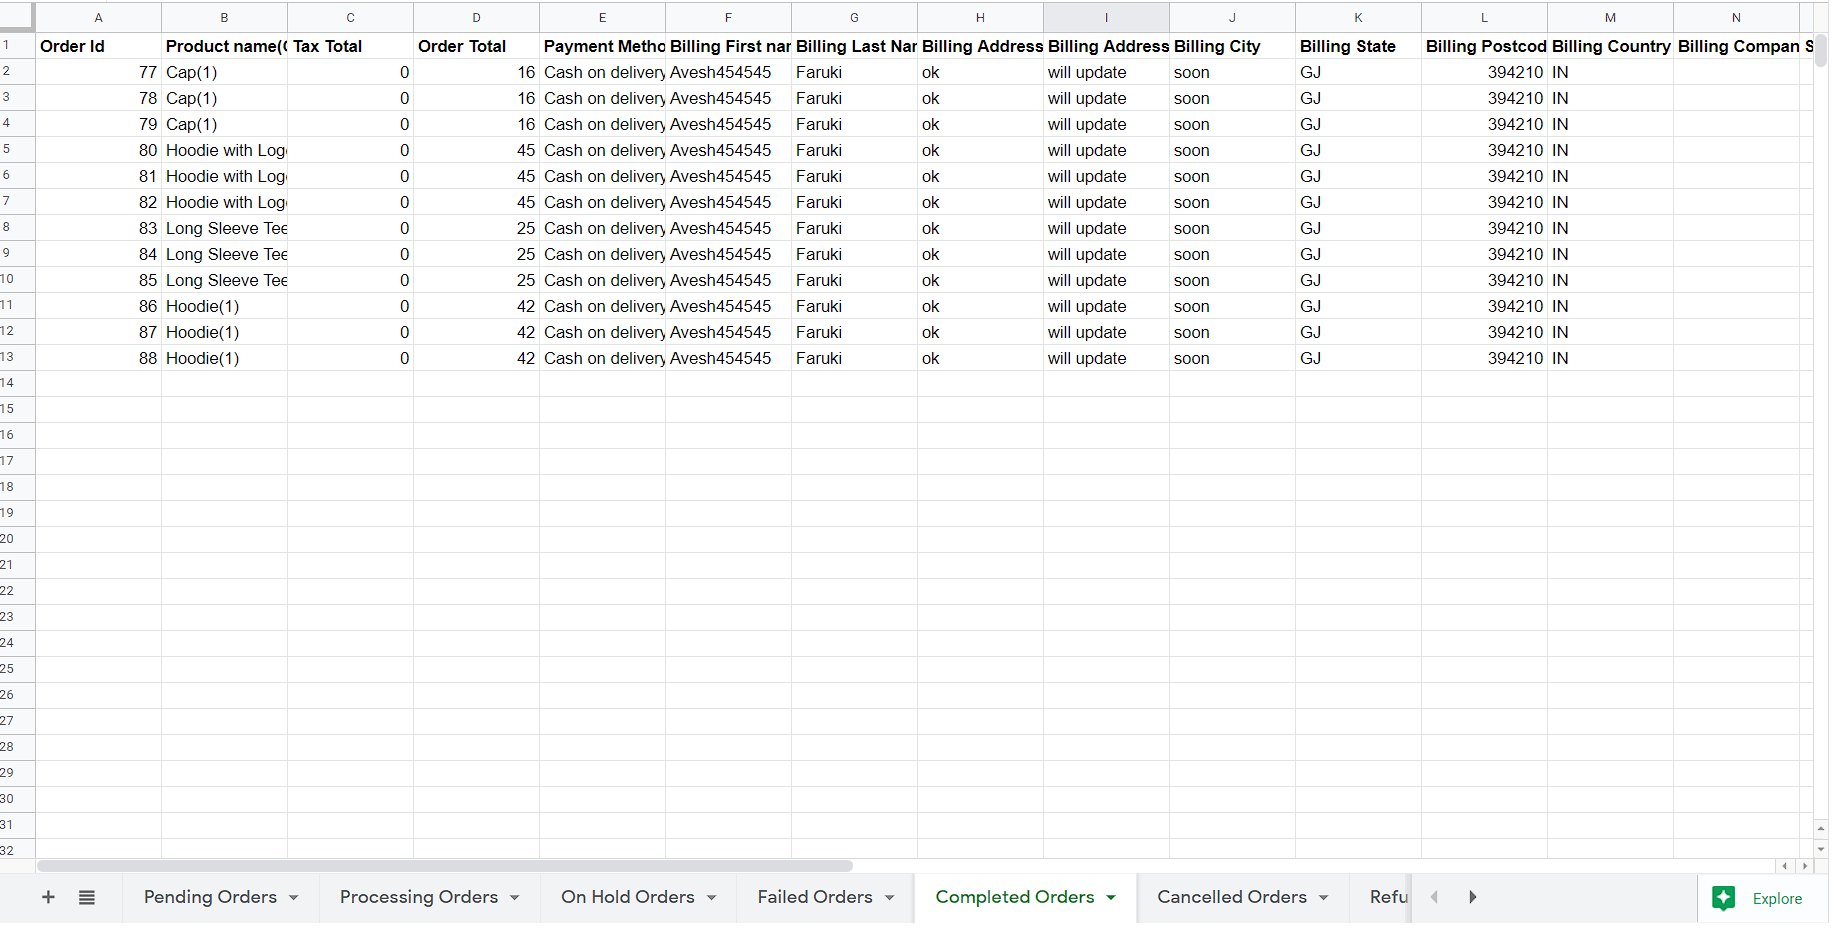 A B C D E F G H I J K L M N
1 Order Id Product name(Q Tax Total Order Total Payment Metho Billing First nar Billing Last Nar Billing Address Billing Address Billing City Billing State Billing Postcod Billing Country Billing Compan S
2 77 Cap(1) 0 16 Cash on delivery Avesh454545 Faruki ok will update soon GJ 394210 IN
3 78 Cap(1) 0 16 Cash on delivery Avesh454545 Faruki ok will update soon GJ 394210 IN
4 79 Cap(1) 0 16 Cash on delivery Avesh454545 Faruki ok will update soon GJ 394210 IN
5 80 Hoodie with Logo 0 45 Cash on delivery Avesh454545 Faruki ok will update soon GJ 394210 IN
6 81 Hoodie with Logo 0 45 Cash on delivery Avesh454545 Faruki ok will update soon GJ 394210 IN
7 82 Hoodie with Logo 0 45 Cash on delivery Avesh454545 Faruki ok will update soon GJ 394210 IN
8 83 Long Sleeve Tee 0 25 Cash on delivery Avesh454545 Faruki ok will update soon GJ 394210 IN
9 84 Long Sleeve Tee 0 25 Cash on delivery Avesh454545 Faruki ok will update soon GJ 394210 IN
10 85 Long Sleeve Tee 0 25 Cash on delivery Avesh454545 Faruki ok will update soon GJ 394210 IN
11 86 Hoodie(1) 0 42 Cash on delivery Avesh454545 Faruki ok will update soon GJ 394210 IN
12 87 Hoodie(1) 0 42 Cash on delivery Avesh454545 Faruki ok will update soon GJ 394210 IN
13 88 Hoodie(1) 0 42 Cash on delivery Avesh454545 Faruki ok will update soon GJ 394210 IN
14
15
16
17
18
19
20
21
22
23
24
25
26
27
28
29
30
31
32
Pending Orders Processing Orders On Hold Orders Failed Orders Completed Orders Cancelled Orders Refu Explore